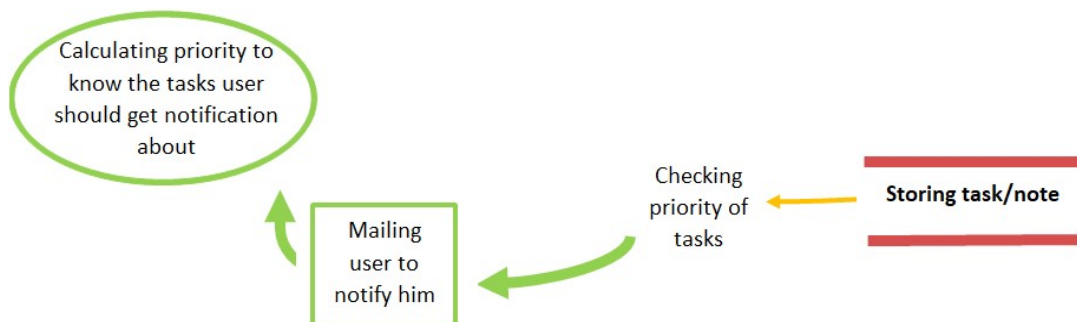 Calculating priority to
know the tasks user
should get notification
about
Checking
priority of
tasks
Storing task/note
Mailing
user to
notify him